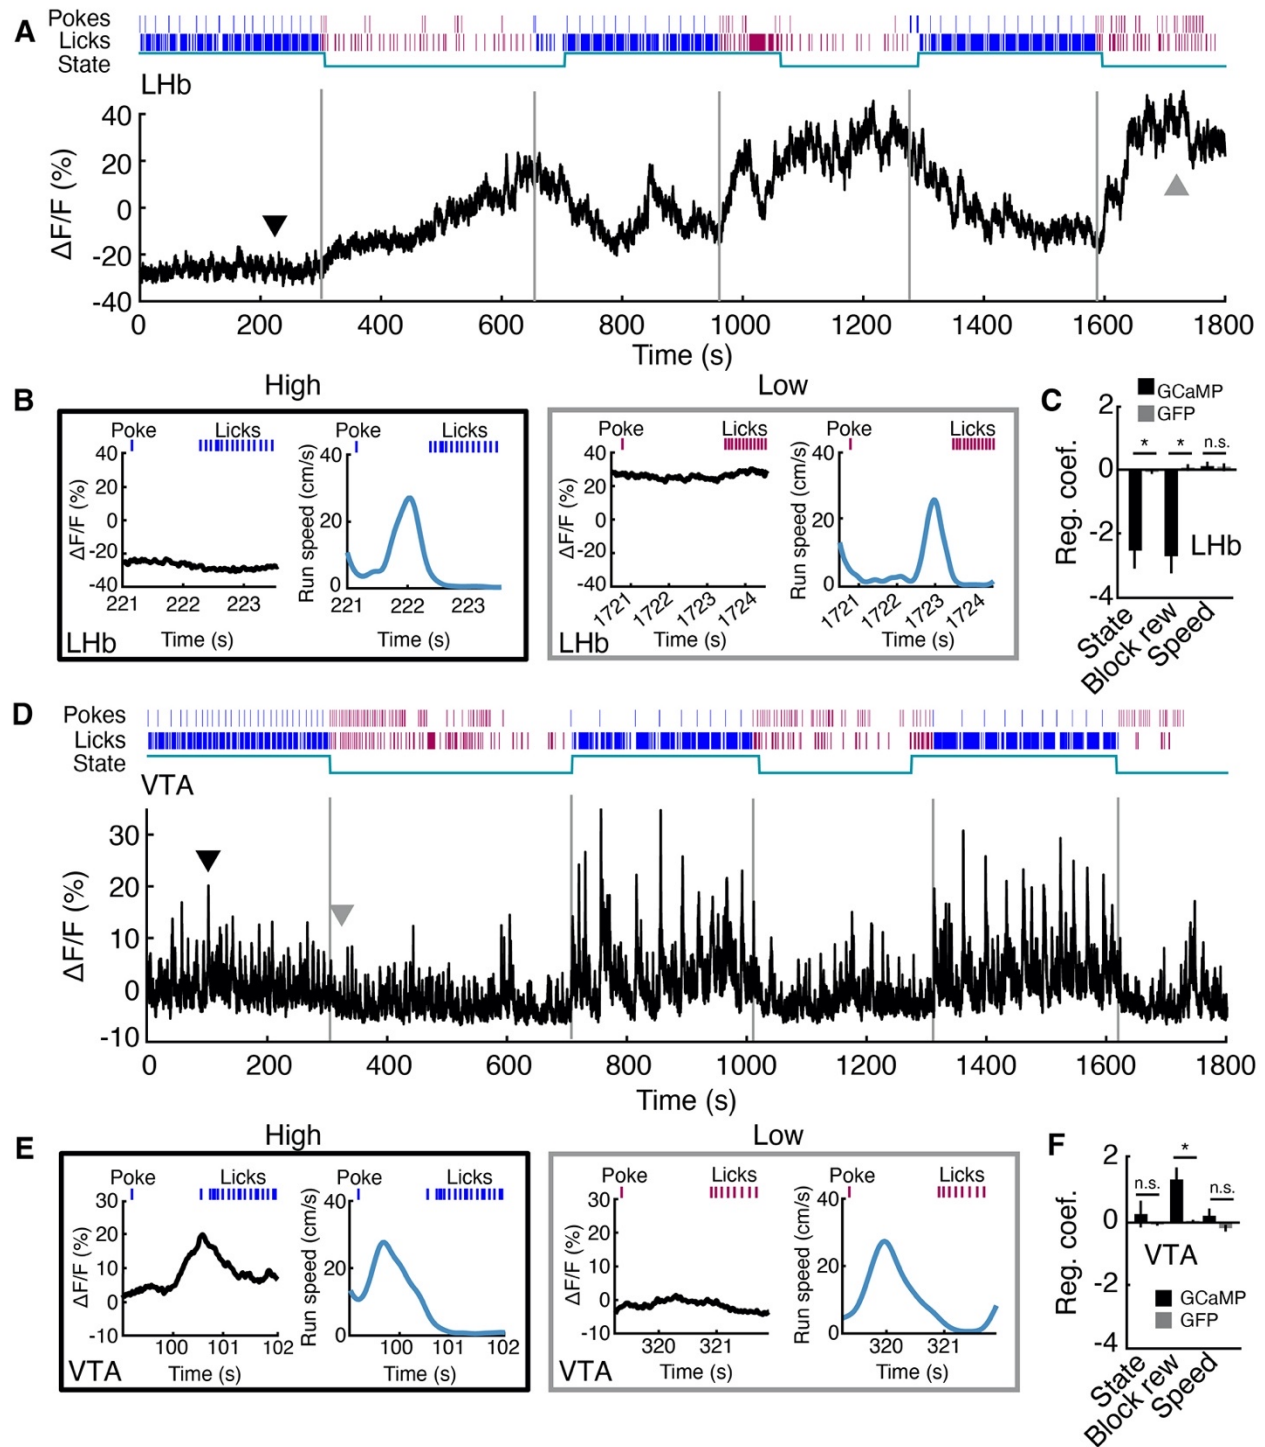 A
Pokes
Licks
State
LHb
ΔF/F (%)
40
20
0
-20
-40
0 200 400 600 800 1000 1200 1400 1600 1800
Time (s)
B
High
Low
Poke Licks
ΔF/F (%)
40
20
0
-20
-40
221 222 223
Time (s)
LHb
Poke Licks
Run speed (cm/s)
40
20
0
221 222 223
Time (s)
Poke Licks
ΔF/F (%)
40
20
0
-20
-40
1721 1722 1723 1724
Time (s)
LHb
Poke Licks
Run speed (cm/s)
40
20
0
1721 1722 1723 1724
Time (s)
C
GCaMP
GFP
Reg. coef.
2
0
-2
-4
* * n.s.
LHb
State
Block rew
Speed
D
Pokes
Licks
State
VTA
ΔF/F (%)
30
20
10
0
-10
0 200 400 600 800 1000 1200 1400 1600 1800
Time (s)
E
High
Low
Poke Licks
ΔF/F (%)
30
20
10
0
-10
100 101 102
Time (s)
VTA
Poke Licks
Run speed (cm/s)
40
20
0
100 101 102
Time (s)
Poke Licks
ΔF/F (%)
30
20
10
0
-10
320 321
Time (s)
VTA
Poke Licks
Run speed (cm/s)
40
20
0
320 321
Time (s)
F
Reg. coef.
2
0
-2
-4
n.s. * n.s.
VTA
GCaMP
GFP
State
Block rew
Speed